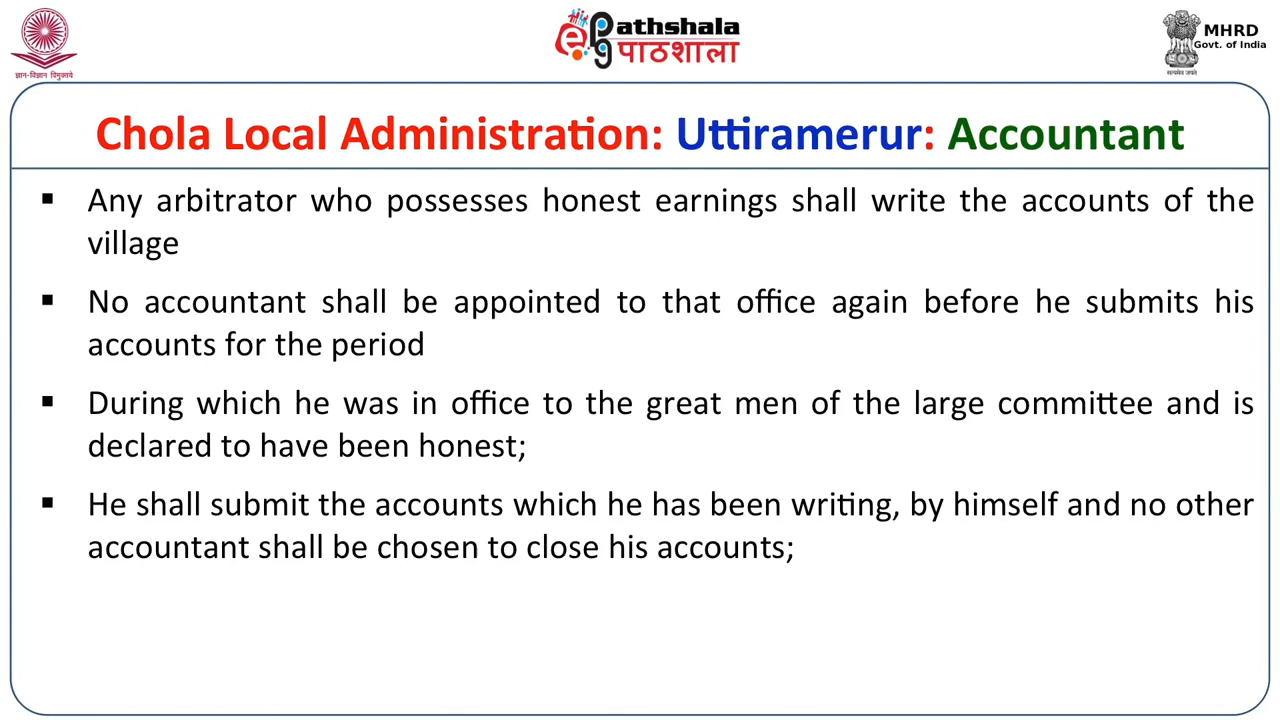 ज्ञान-विज्ञान विमुक्तये
e Pg Pathshala
पाठशाला
सत्यमेव जयते
MHRD
Govt. of India
Chola Local Administration: Uttiramerur: Accountant
▪ Any arbitrator who possesses honest earnings shall write the accounts of the
village
▪ No accountant shall be appointed to that office again before he submits his
accounts for the period
▪ During which he was in office to the great men of the large committee and is
declared to have been honest;
▪ He shall submit the accounts which he has been writing, by himself and no other
accountant shall be chosen to close his accounts;